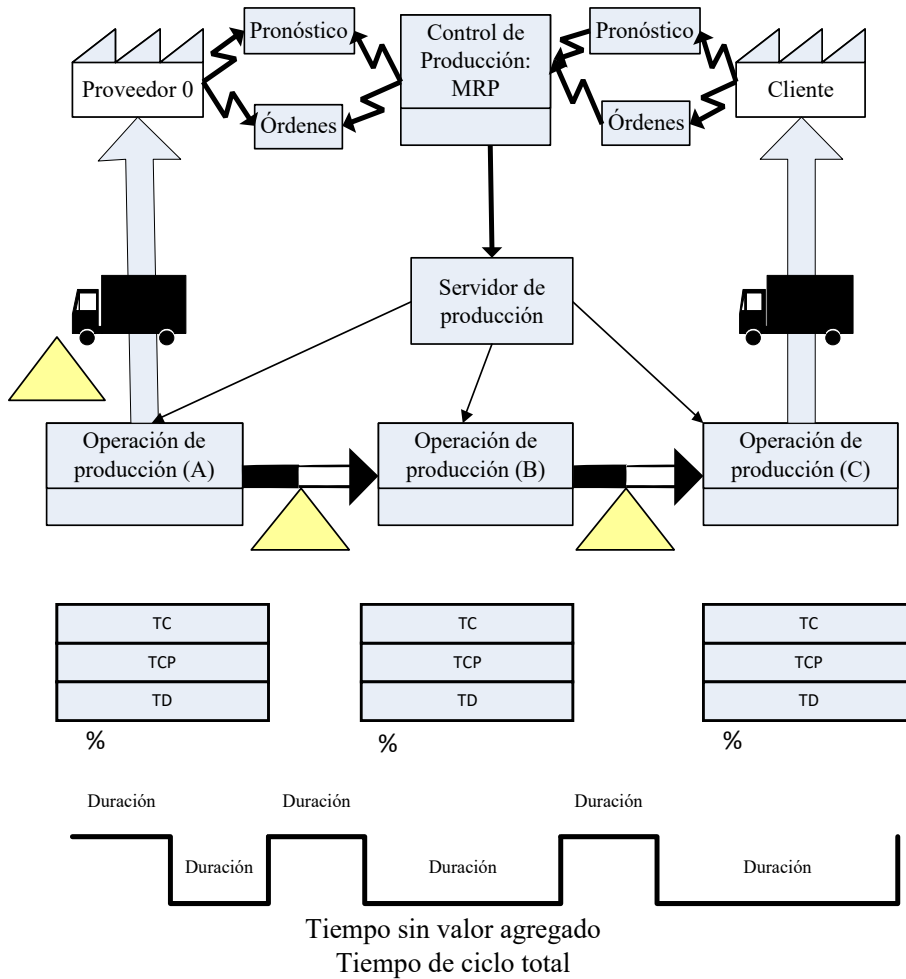 Pronóstico
Control de
Producción:
MRP
Pronóstico
Proveedor 0
Cliente
Órdenes
Órdenes
Servidor de
producción
Operación de
producción (A)
Operación de
producción (B)
Operación de
producción (C)
TC
TC
TC
TCP
TCP
TCP
TD
TD
TD
%
%
%
Duración
Duración
Duración
Duración
Duración
Duración
Tiempo sin valor agregado
Tiempo de ciclo total